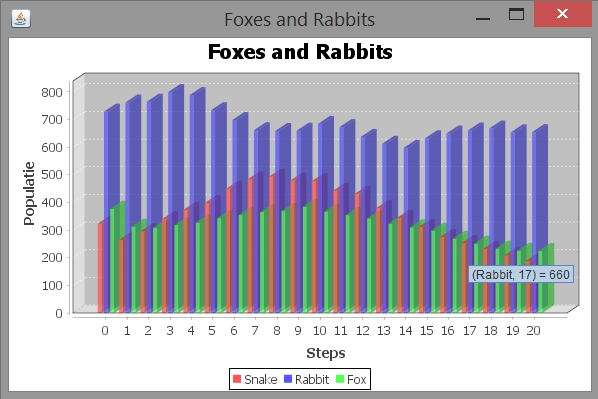 Foxes and Rabbits
Foxes and Rabbits
Populatie
800
700
600
500
400
300
200
100
0
(Rabbit, 17) = 660
0 1 2 3 4 5 6 7 8 9 10 11 12 13 14 15 16 17 18 19 20
Steps
Snake Rabbit Fox